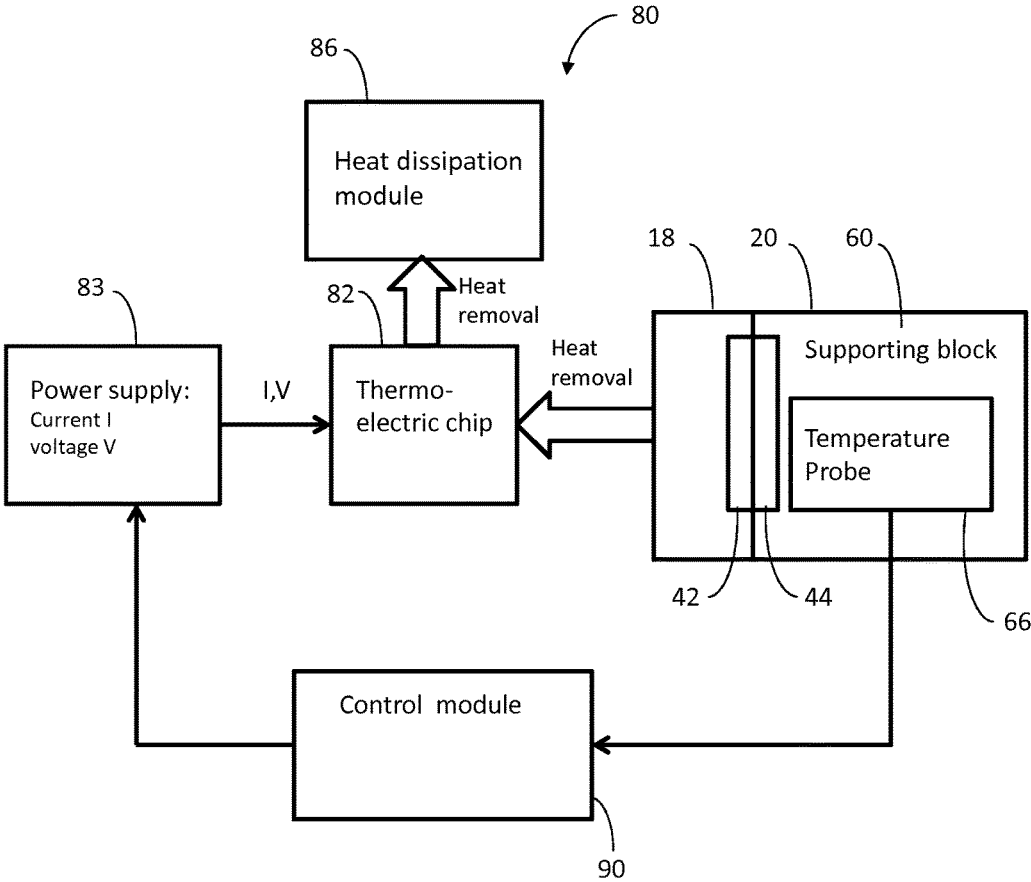 80
86
Heat dissipation
module
18
20
60
83
82
Heat
removal
Power supply:
Current I
voltage V
I,V
Thermo-
electric chip
Heat
removal
Supporting block
Temperature
Probe
42
44
66
Control module
90